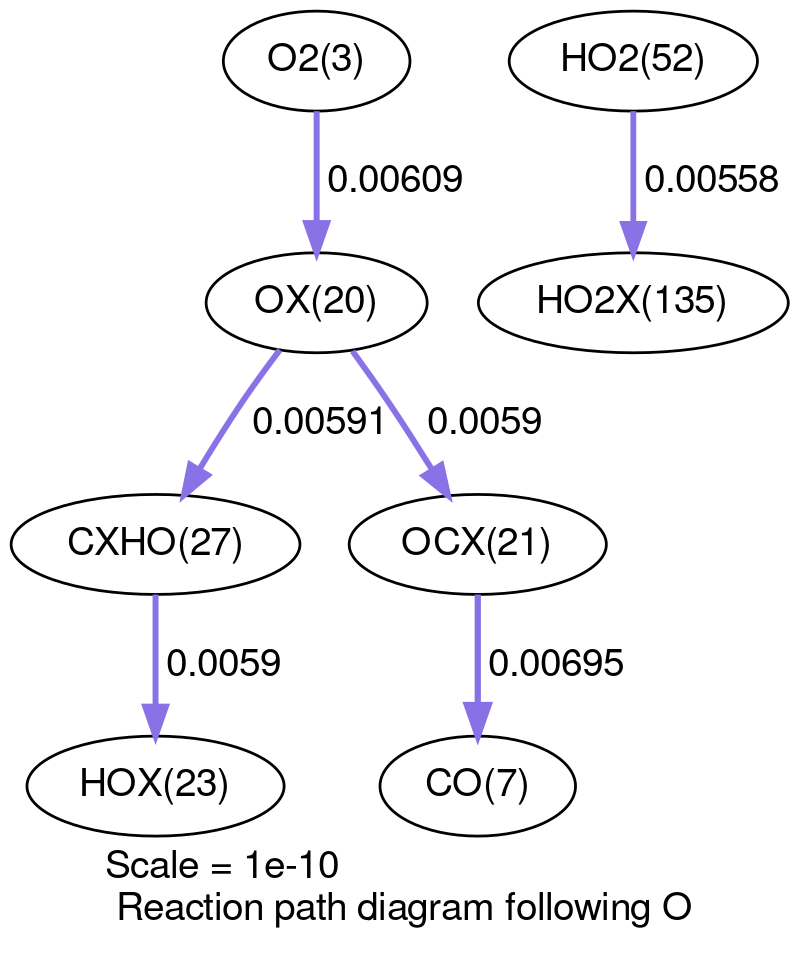 O2(3)
HO2(52)
0.00609
0.00558
OX(20)
HO2X(135)
0.00591
0.0059
CXHO(27)
OCX(21)
0.0059
0.00695
HOX(23)
CO(7)
Scale = 1e-10
Reaction path diagram following O